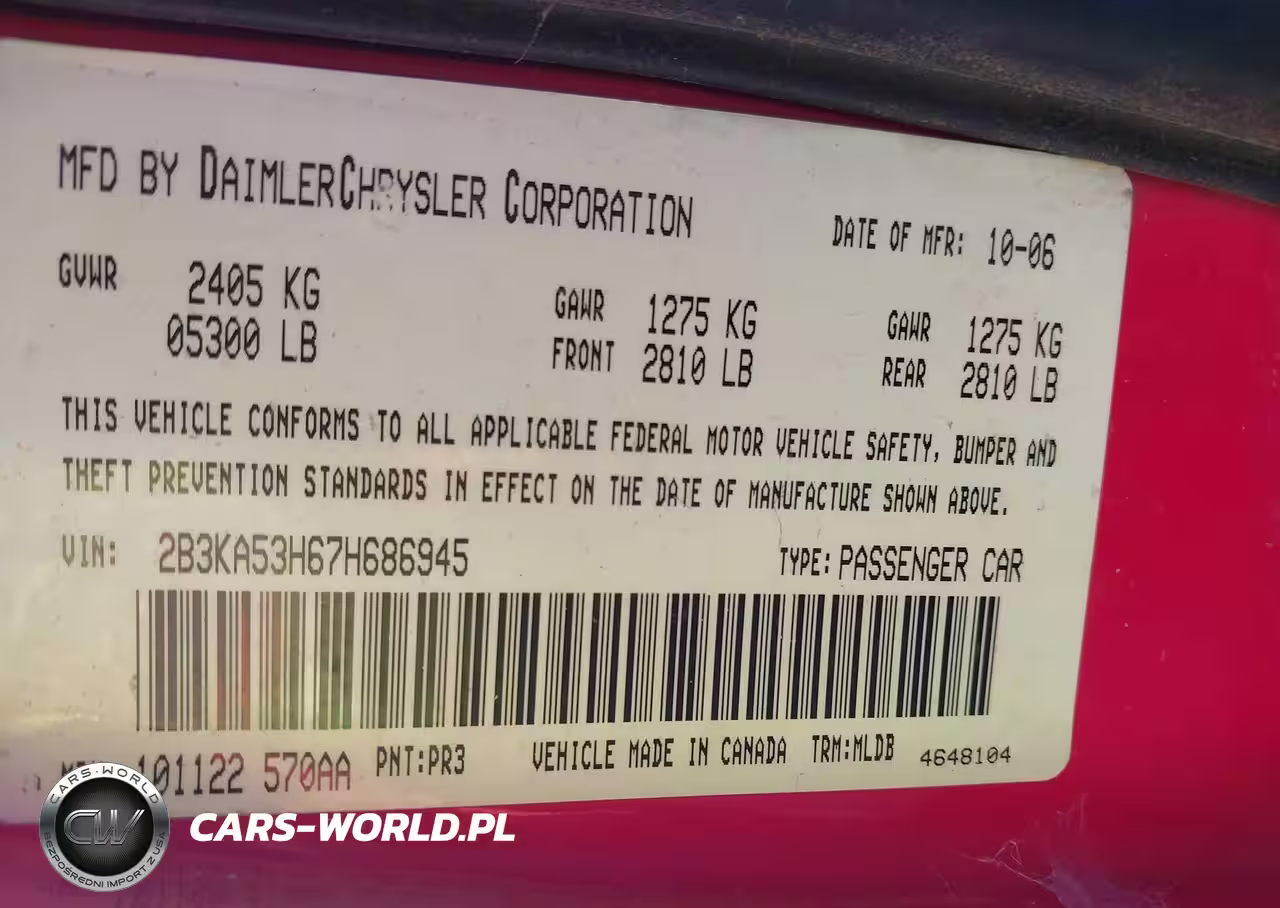 MFD BY DAIMLERCHRYSLER CORPORATION
DATE OF MFR: 10-06
GVWR 2405 KG
05300 LB
GAWR FRONT 1275 KG
2810 LB
GAWR REAR 1275 KG
2810 LB
THIS VEHICLE CONFORMS TO ALL APPLICABLE FEDERAL MOTOR VEHICLE SAFETY, BUMPER AND
THEFT PREVENTION STANDARDS IN EFFECT ON THE DATE OF MANUFACTURE SHOWN ABOVE.
VIN: 2B3KA53H67H686945 TYPE: PASSENGER CAR
101122 570AA PNT:PR3 VEHICLE MADE IN CANADA TRM:MLDB 4648104
CARS-WORLD
CW
BEZPOŚREDNI IMPORT Z USA
CARS-WORLD.PL